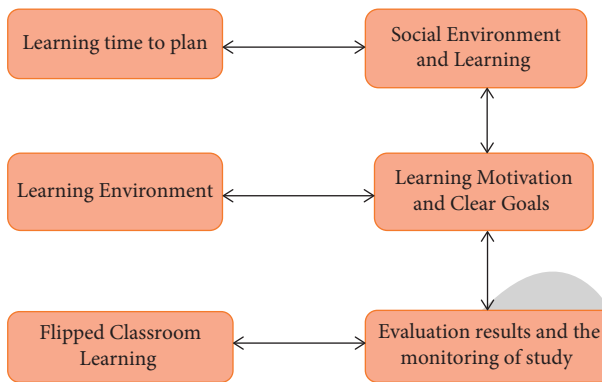 Learning time to plan
Social Environment
and Learning
Learning Environment
Learning Motivation
and Clear Goals
Flipped Classroom
Learning
Evaluation results and the
monitoring of study